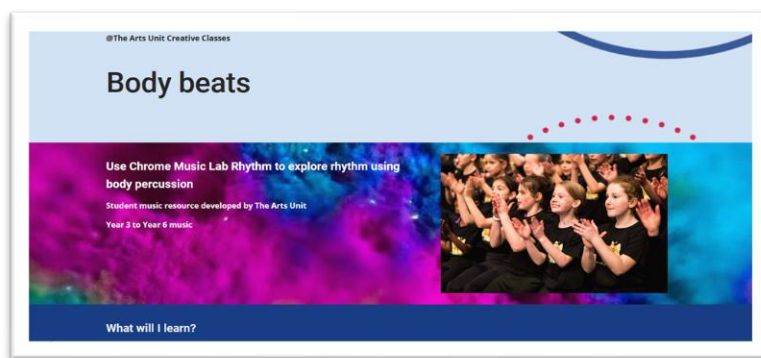 @The Arts Unit Creative Classes
Body beats
Use Chrome Music Lab Rhythm to explore rhythm using
body percussion
Student music resource developed by The Arts Unit
Year 3 to Year 6 music
What will I learn?